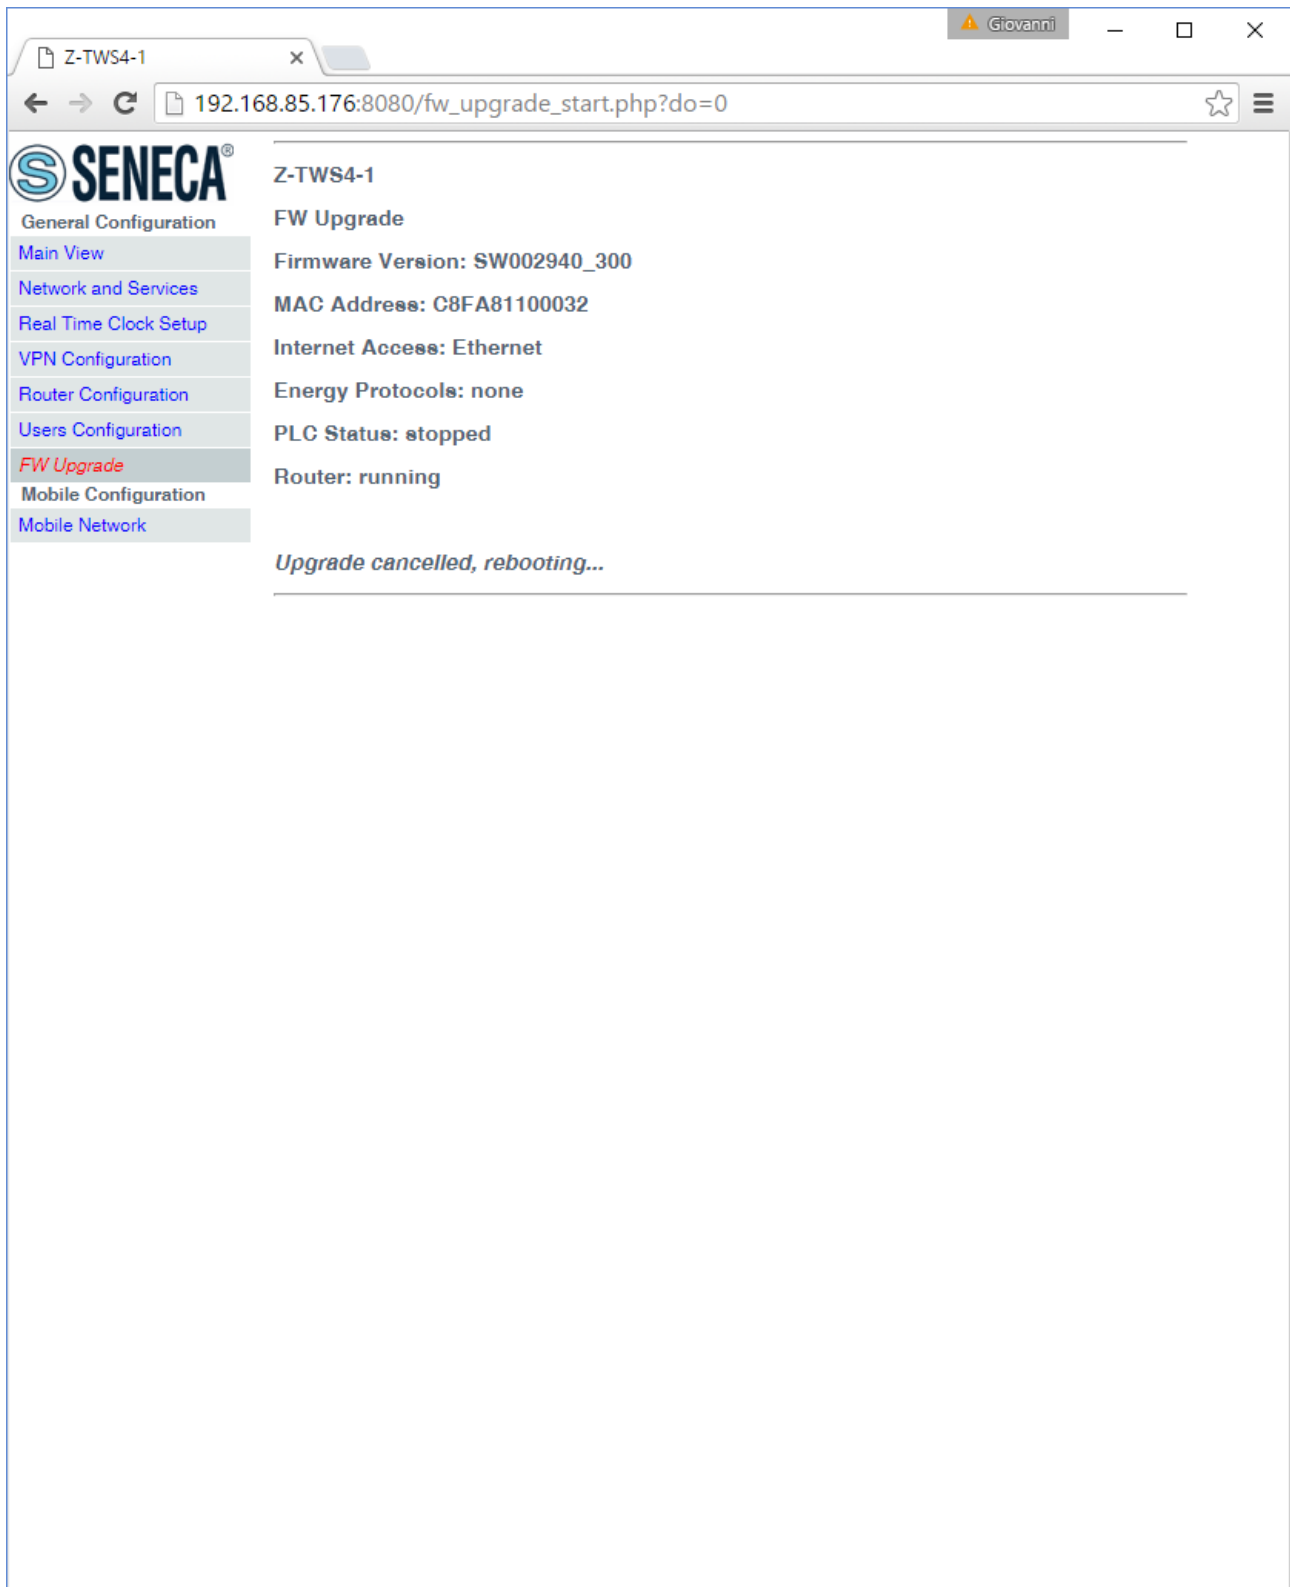 Giovanni
Z-TWS4-1
192.168.85.176:8080/fw_upgrade_start.php?do=0
S SENECA®
General Configuration
Main View
Network and Services
Real Time Clock Setup
VPN Configuration
Router Configuration
Users Configuration
FW Upgrade
Mobile Configuration
Mobile Network
Z-TWS4-1
FW Upgrade
Firmware Version: SW002940_300
MAC Address: C8FA81100032
Internet Access: Ethernet
Energy Protocols: none
PLC Status: stopped
Router: running
Upgrade cancelled, rebooting...